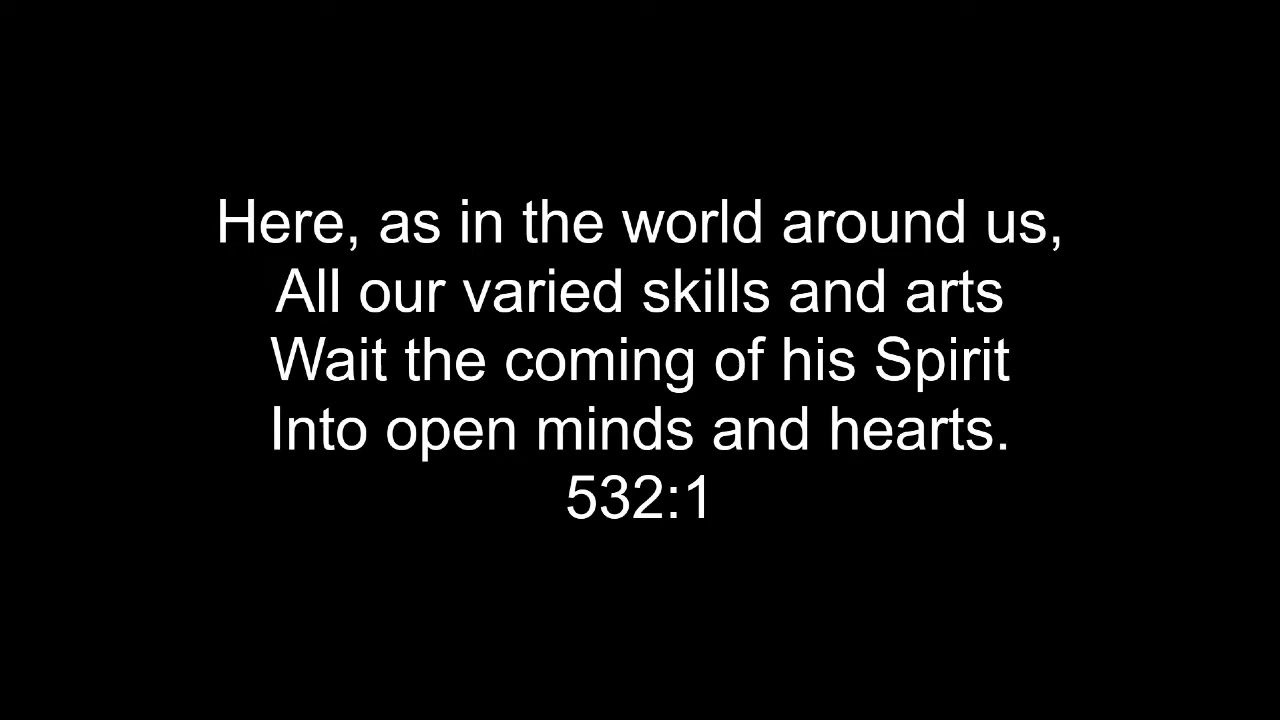 Here, as in the world around us,
All our varied skills and arts
Wait the coming of his Spirit
Into open minds and hearts.
532:1